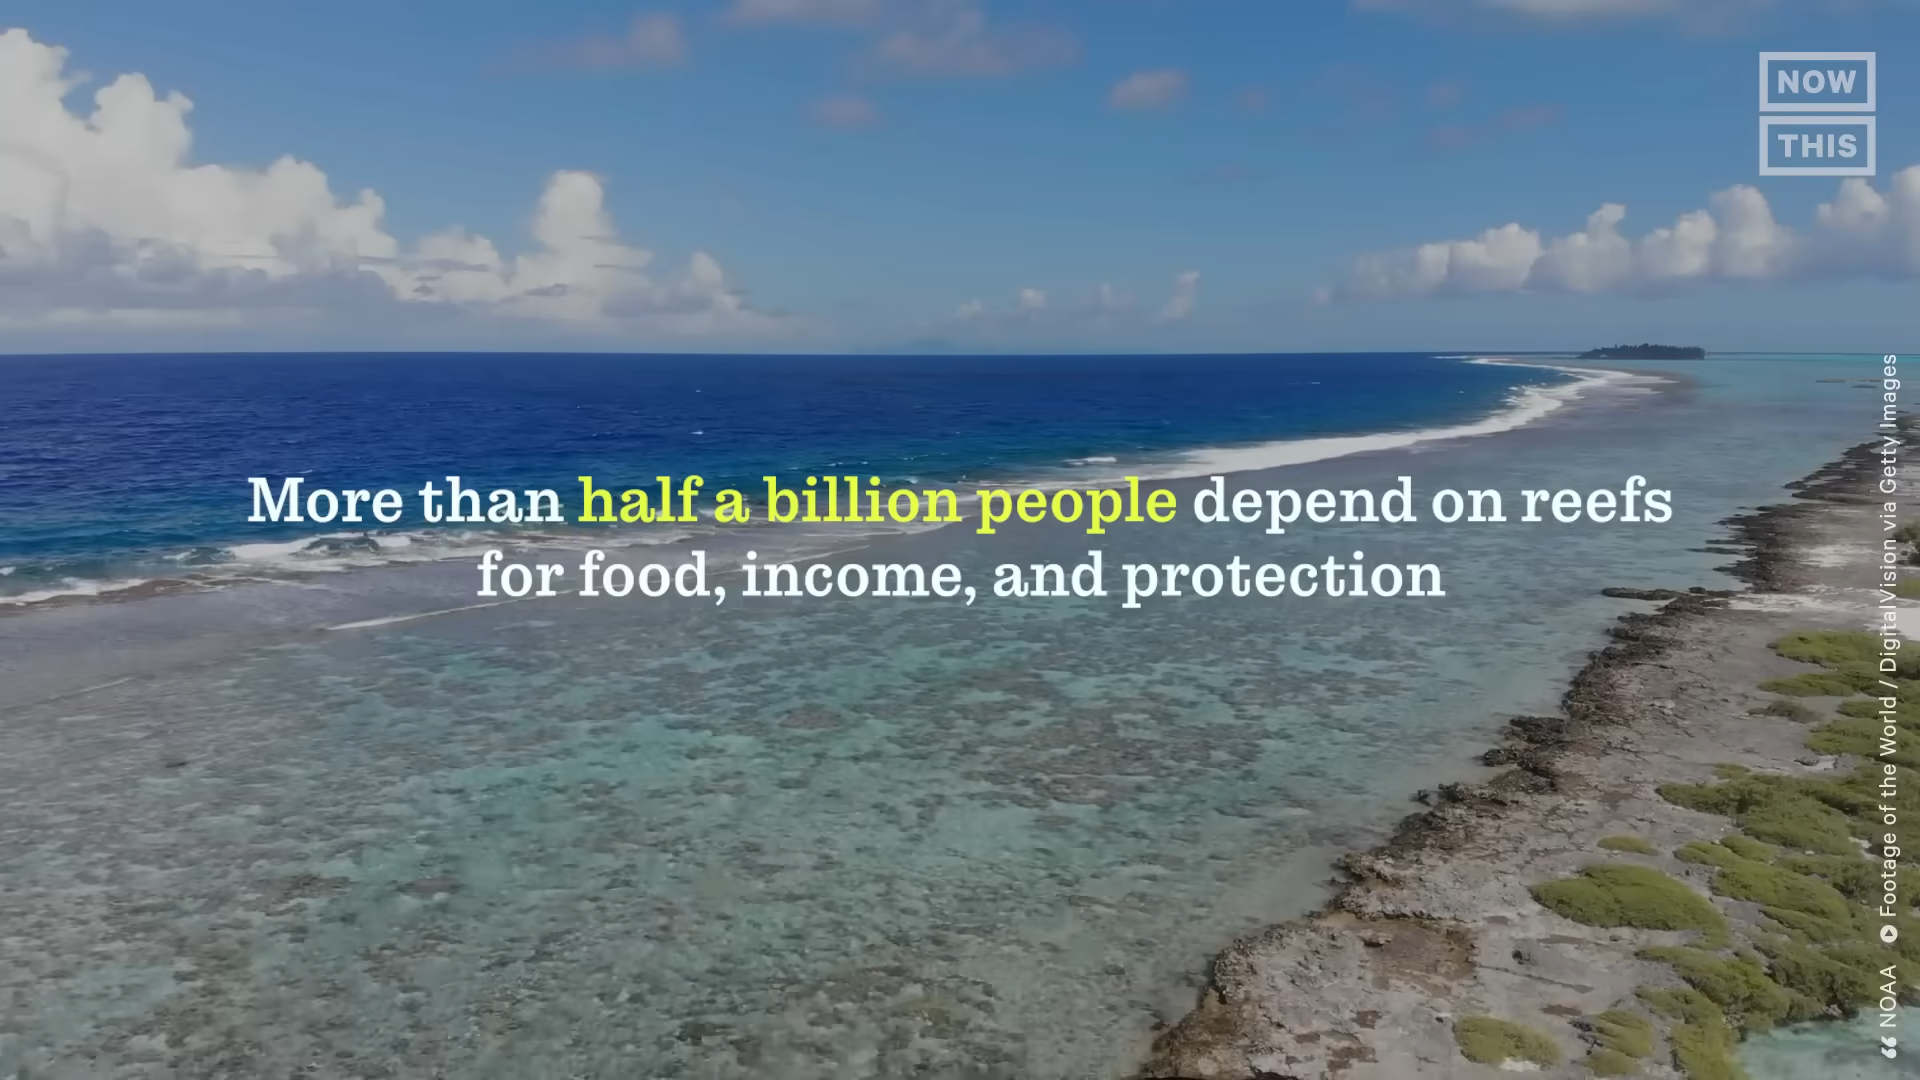 NOW
THIS
More than half a billion people depend on reefs
for food, income, and protection
NOAA Footage of the World / DigitalVision via Getty Images